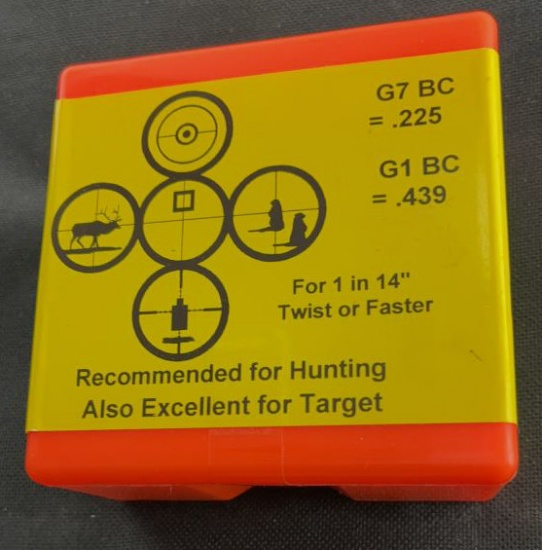 G7 BC
= .225
G1 BC
= .439
For 1 in 14"
Twist or Faster
Recommended for Hunting
Also Excellent for Target